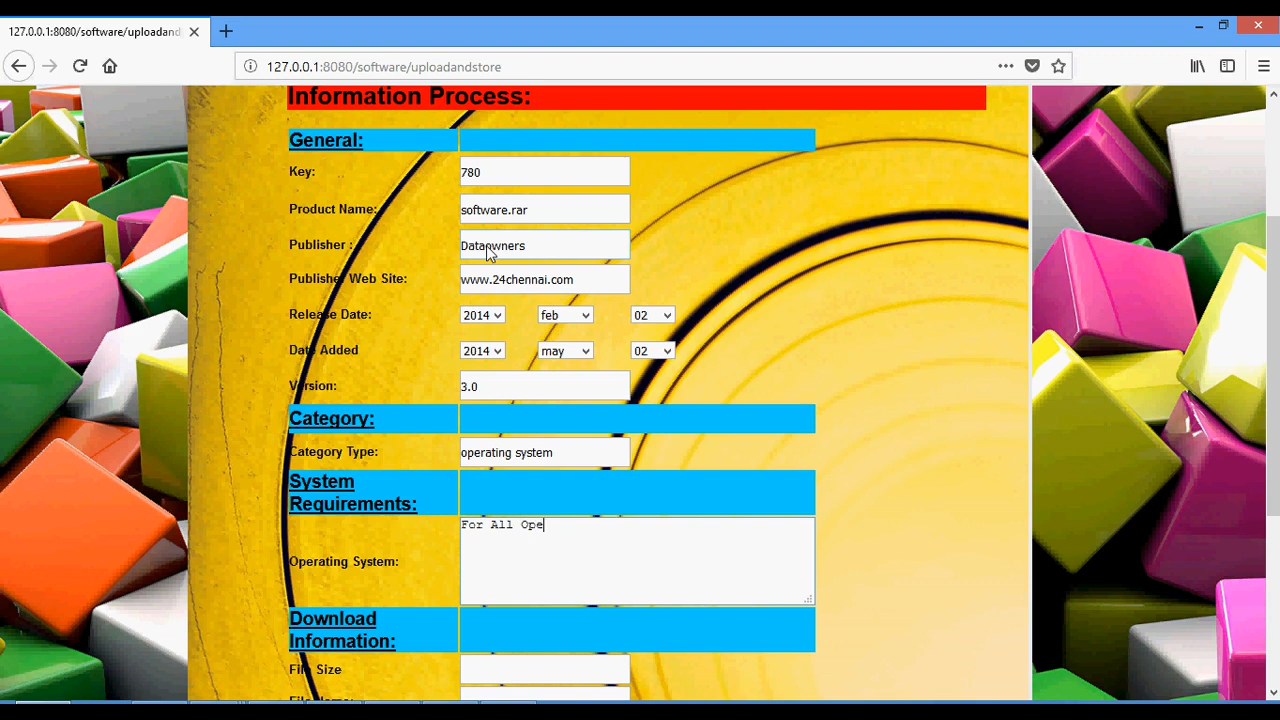 127.0.0.1:8080/software/uploadand
127.0.0.1:8080/software/uploadandstore
Information Process:
General:
Key: 780
Product Name: software.rar
Publisher : Dataowners
Publisher Web Site: www.24chennai.com
Release Date: 2014 feb 02
Date Added 2014 may 02
Version: 3.0
Category:
Category Type: operating system
System
Requirements:
For All Ope
Operating System:
Download
Information:
File Size